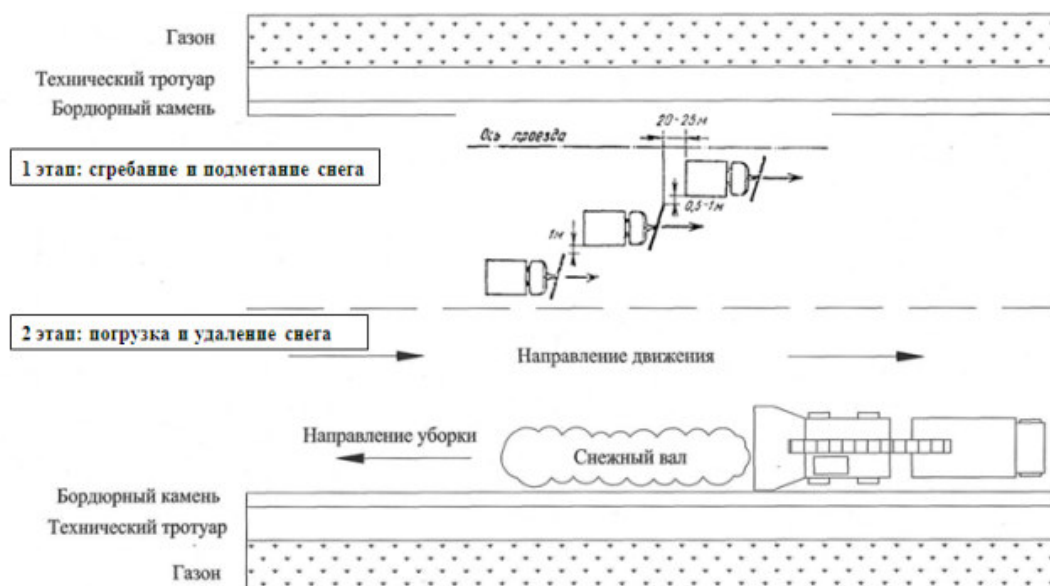 Газон
Технический тротуар
Бордюрный камень
20-25м
Ось проезда
1 этап: сгребание и подметание снега
0,5-1м
1м
2 этап: погрузка и удаление снега
Направление движения
Направление уборки
Снежный вал
Бордюрный камень
Технический тротуар
Газон